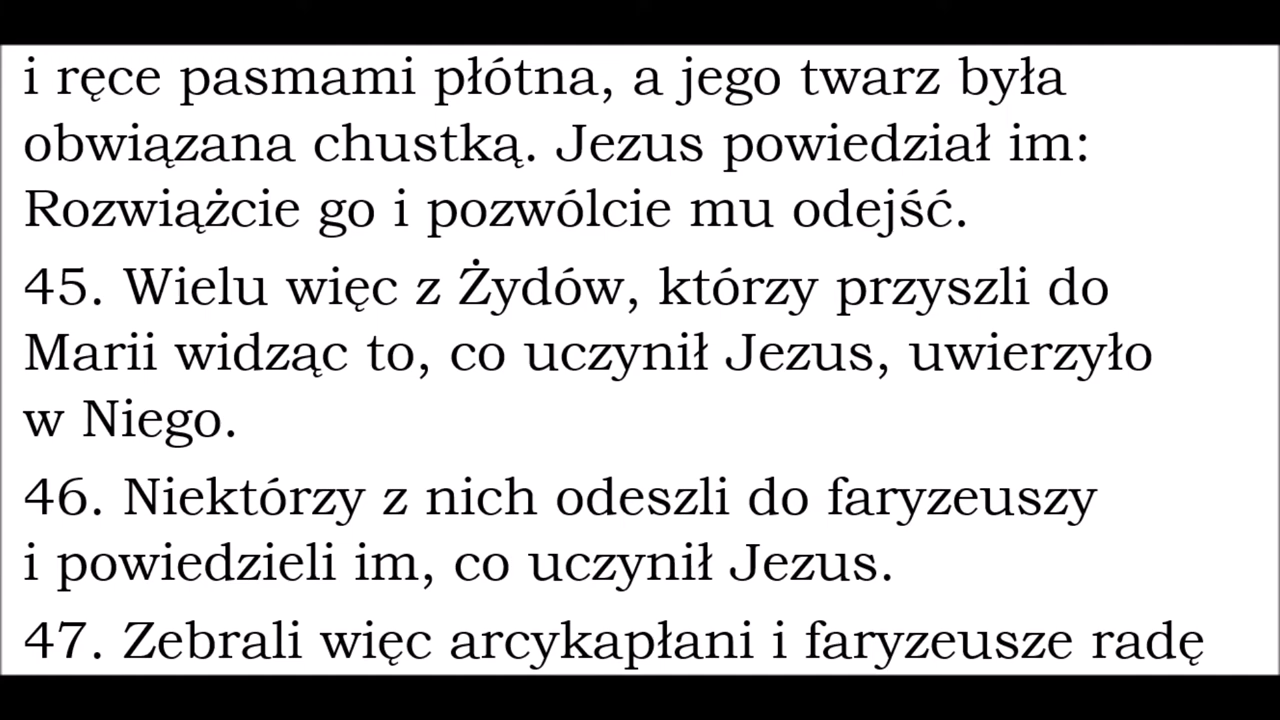 i ręce pasmami płótna, a jego twarz była
obwiązana chustką. Jezus powiedział im:
Rozwiążcie go i pozwólcie mu odejść.
45. Wielu więc z Żydów, którzy przyszli do
Marii widząc to, co uczynił Jezus, uwierzyło
w Niego.
46. Niektórzy z nich odeszli do faryzeuszy
i powiedzieli im, co uczynił Jezus.
47. Zebrali więc arcykapłani i faryzeusze radę